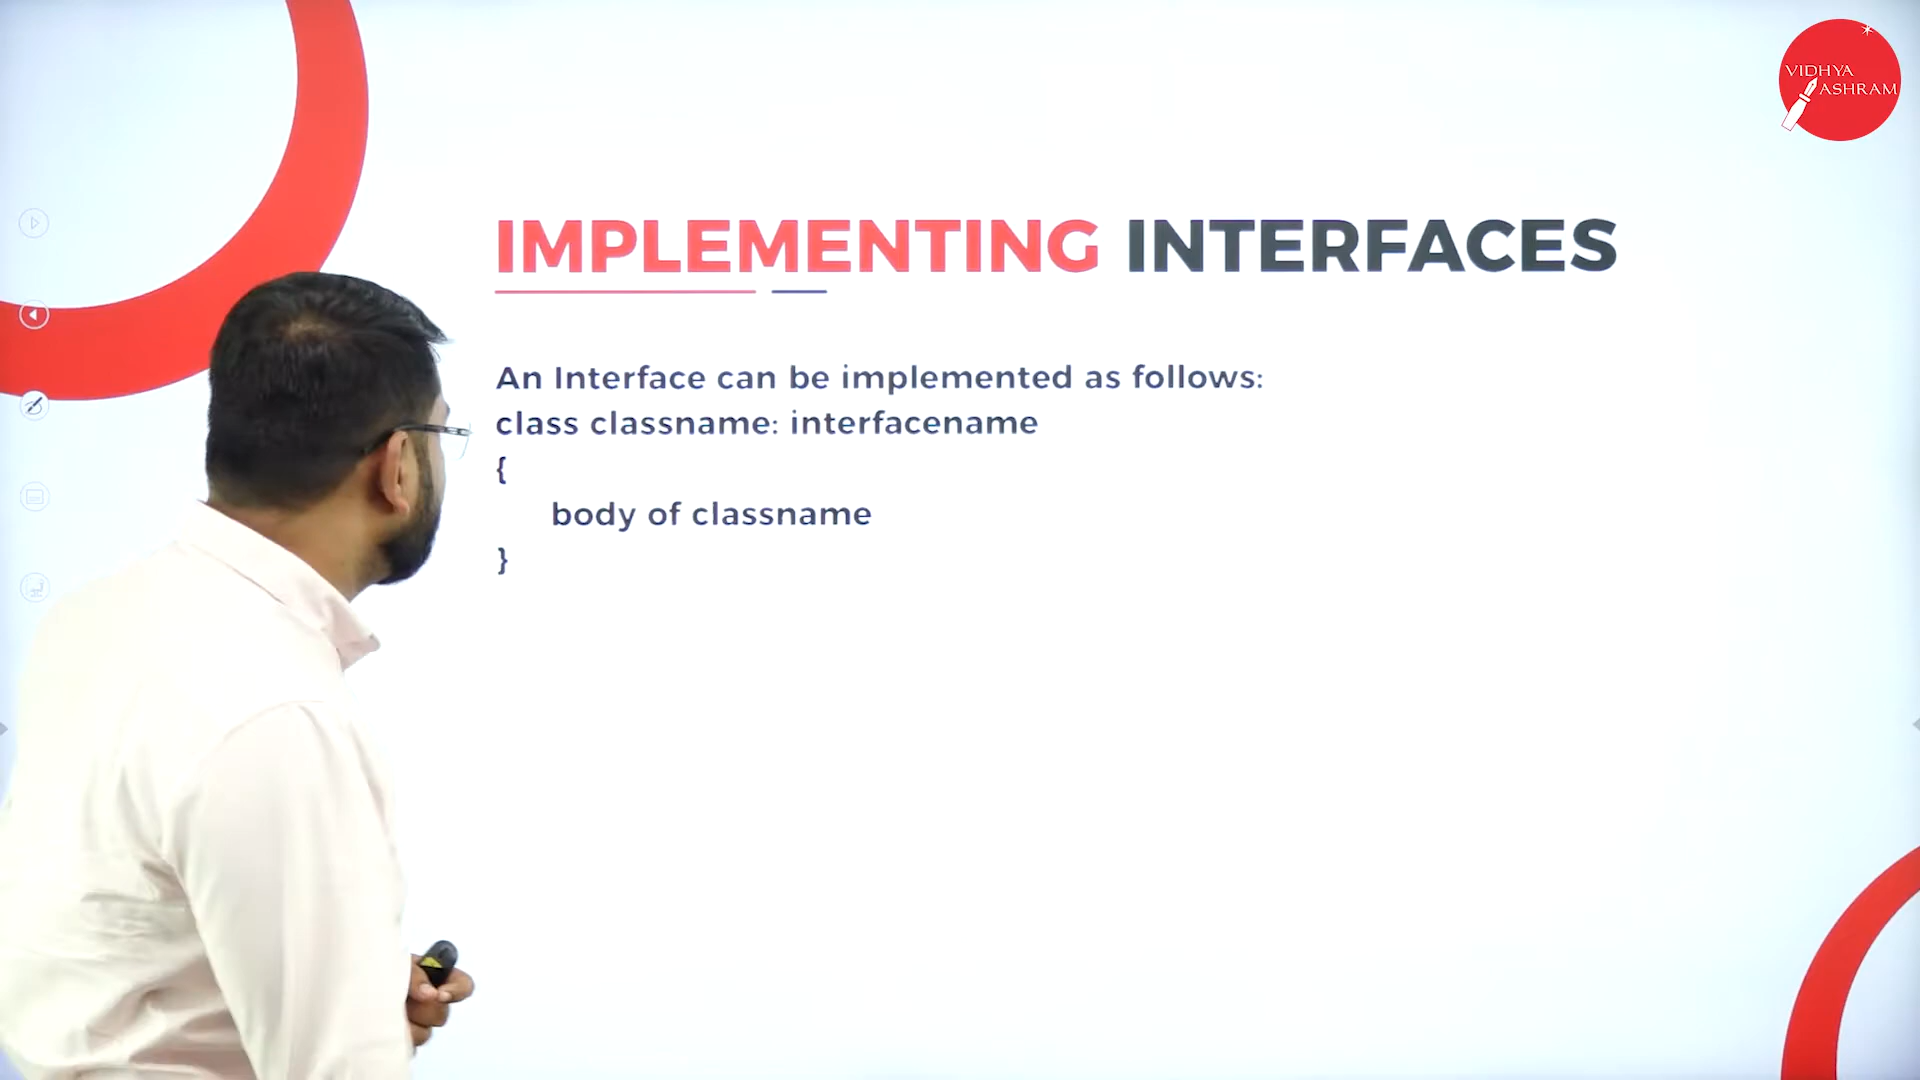 VIDHYA
ASHRAM
IMPLEMENTING INTERFACES
An Interface can be implemented as follows:
class classname: interfacename
{
body of classname
}